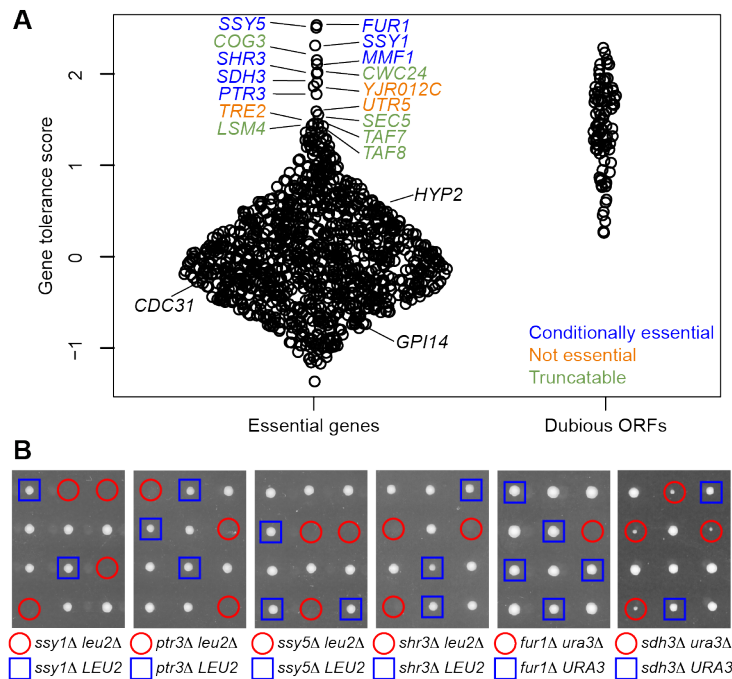 A
SSY5 FUR1
COG3 SSY1
SHR3 MMF1
SDH3 CWC24
PTR3 YJR012C
TRE2 UTR5
LSM4 SEC5
TAF7
TAF8
HYP2
CDC31
GPI14
Gene tolerance score
2
1
0
−1
Conditionally essential
Not essential
Truncatable
Essential genes Dubious ORFs
B
ssy1Δ leu2Δ ptr3Δ leu2Δ ssy5Δ leu2Δ shr3Δ leu2Δ fur1Δ ura3Δ sdh3Δ ura3Δ
ssy1Δ LEU2 ptr3Δ LEU2 ssy5Δ LEU2 shr3Δ LEU2 fur1Δ URA3 sdh3Δ URA3